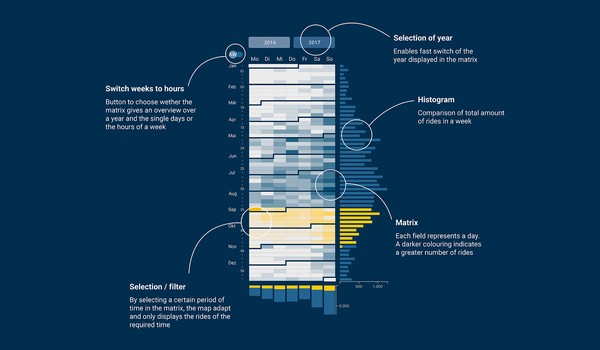 2016
2017
Selection of year
Enables fast switch of the
year displayed in the matrix
KW
Mo Di Mi Do Fr Sa So
Switch weeks to hours
Button to choose wether the
matrix gives an overview over
a year and the single days or
the hours of a week
Jan
Feb
Mär
Apr
Mai
Jun
Jul
Aug
Sep
Okt
Nov
Dez
Histogram
Comparison of total amount
of rides in a week
Matrix
Each field represents a day.
A darker colouring indicates
a greater number of rides
Selection / filter
By selecting a certain period of
time in the matrix, the map adapt
and only displays the rides of the
required time
500
1.000
5.000